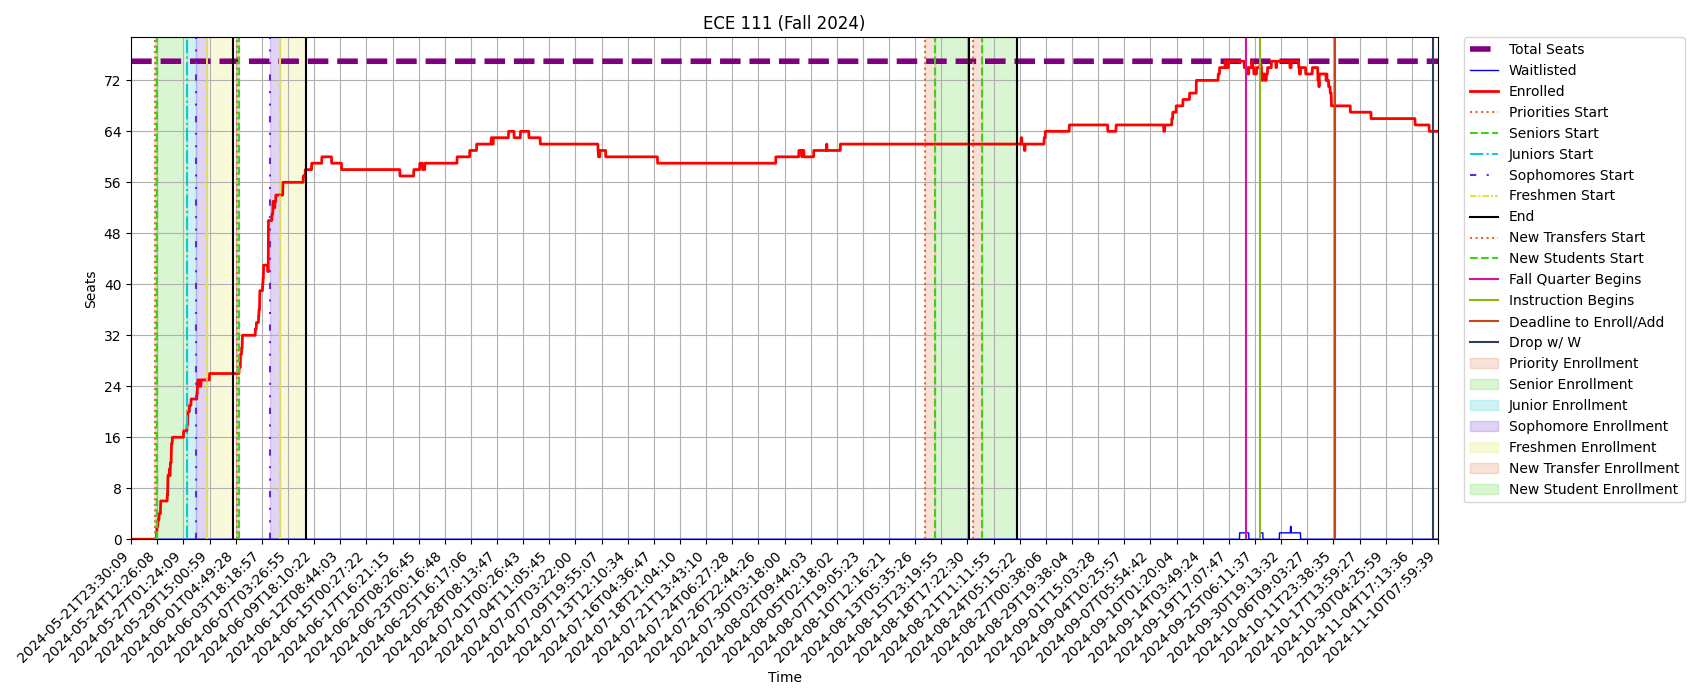 ECE 111 (Fall 2024)
Seats
72
64
56
48
40
32
24
16
8
0
2024-05-21T23:30:09
2024-05-24T12:26:08
2024-05-27T01:24:09
2024-05-29T15:00:59
2024-06-01T04:49:28
2024-06-03T18:18:57
2024-06-07T03:26:55
2024-06-09T18:10:22
2024-06-12T08:44:03
2024-06-15T00:27:22
2024-06-17T16:21:15
2024-06-20T08:26:45
2024-06-23T00:16:48
2024-06-25T16:17:06
2024-06-28T08:13:47
2024-07-01T00:26:43
2024-07-04T11:05:45
2024-07-07T03:22:00
2024-07-09T19:55:07
2024-07-13T12:10:34
2024-07-16T04:36:47
2024-07-18T21:04:10
2024-07-21T13:43:10
2024-07-24T06:27:28
2024-07-26T22:44:26
2024-07-30T03:18:00
2024-08-02T09:44:03
2024-08-05T02:18:02
2024-08-07T19:05:23
2024-08-10T12:16:21
2024-08-13T05:35:26
2024-08-15T23:19:55
2024-08-18T17:22:30
2024-08-21T11:11:55
2024-08-24T05:15:22
2024-08-27T00:38:06
2024-08-29T19:38:04
2024-09-01T15:03:28
2024-09-04T10:25:57
2024-09-07T05:54:42
2024-09-10T01:20:04
2024-09-14T03:49:24
2024-09-19T17:07:47
2024-09-25T06:11:37
2024-09-30T19:13:32
2024-10-06T09:03:27
2024-10-11T23:38:35
2024-10-17T13:59:27
2024-10-30T04:25:59
2024-11-04T17:13:36
2024-11-10T07:59:39
Time
Total Seats
Waitlisted
Enrolled
Priorities Start
Seniors Start
Juniors Start
Sophomores Start
Freshmen Start
End
New Transfers Start
New Students Start
Fall Quarter Begins
Instruction Begins
Deadline to Enroll/Add
Drop w/ W
Priority Enrollment
Senior Enrollment
Junior Enrollment
Sophomore Enrollment
Freshmen Enrollment
New Transfer Enrollment
New Student Enrollment